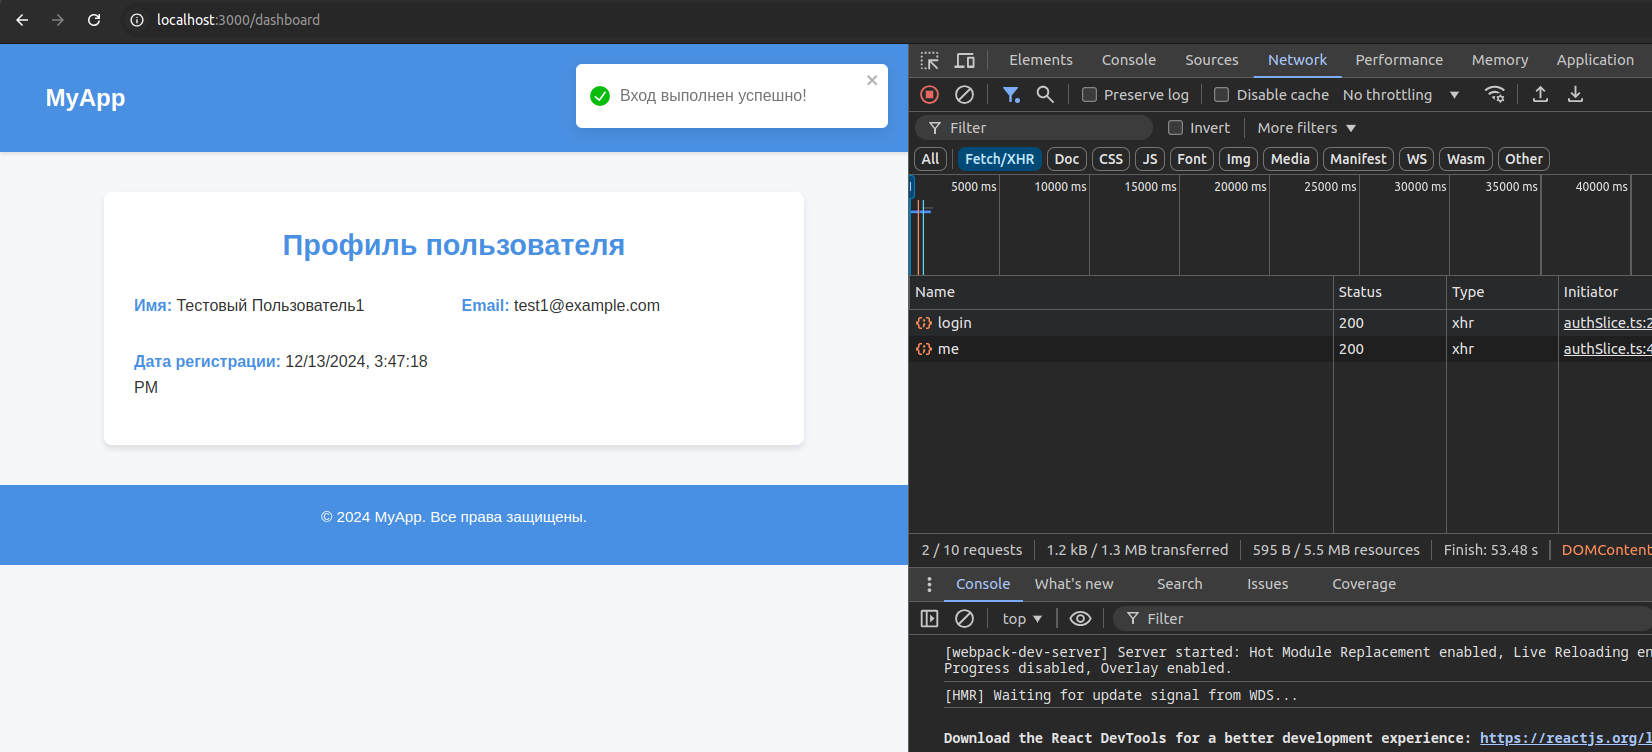 localhost:3000/dashboard
MyApp
Вход выполнен успешно!
Профиль пользователя
Имя: Тестовый Пользователь1
Email: test1@example.com
Дата регистрации: 12/13/2024, 3:47:18
PM
© 2024 MyApp. Все права защищены.
Elements Console Sources Network Performance Memory Application
Preserve log Disable cache No throttling
Filter Invert More filters
All Fetch/XHR Doc CSS JS Font Img Media Manifest WS Wasm Other
5000 ms 10000 ms 15000 ms 20000 ms 25000 ms 30000 ms 35000 ms 40000 ms
Name Status Type Initiator
login 200 xhr authSlice.ts:2
me 200 xhr authSlice.ts:4
2 / 10 requests 1.2 kB / 1.3 MB transferred 595 B / 5.5 MB resources Finish: 53.48 s DOMContent
Console What's new Search Issues Coverage
top Filter
[webpack-dev-server] Server started: Hot Module Replacement enabled, Live Reloading en
Progress disabled, Overlay enabled.
[HMR] Waiting for update signal from WDS...
Download the React DevTools for a better development experience: https://reactjs.org/l